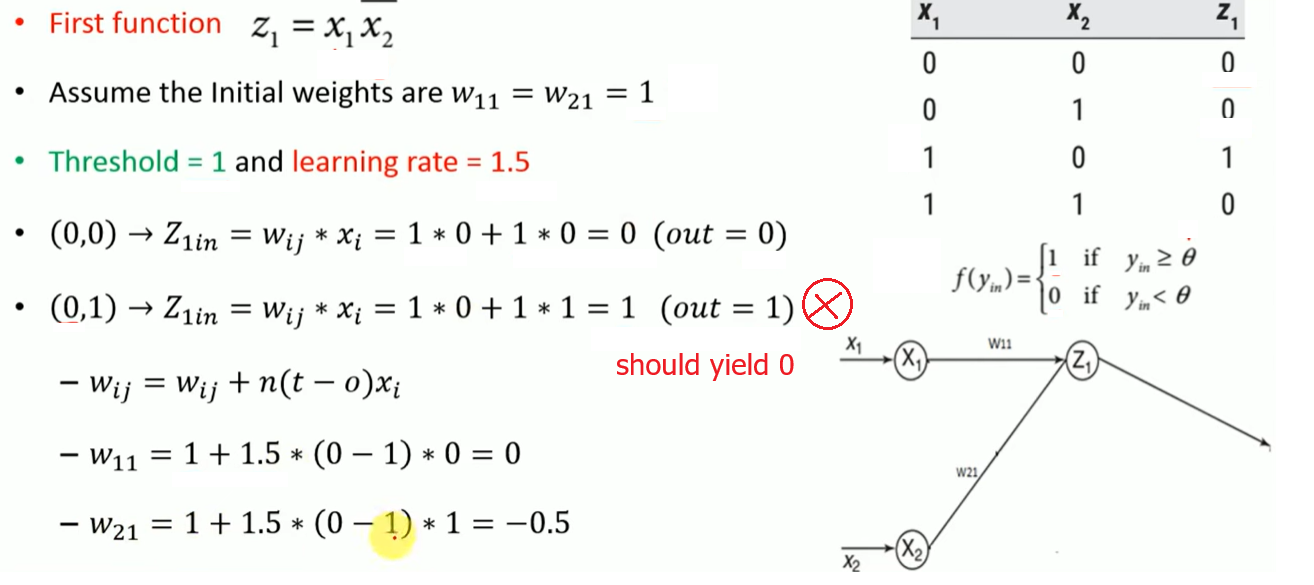 • First function z₁ = x₁x̅₂
• Assume the Initial weights are w₁₁ = w₂₁ = 1
• Threshold = 1 and learning rate = 1.5
• (0,0) → Z₁ᵢₙ = wᵢⱼ * xᵢ = 1 * 0 + 1 * 0 = 0 (out = 0)
• (0,1) → Z₁ᵢₙ = wᵢⱼ * xᵢ = 1 * 0 + 1 * 1 = 1 (out = 1)
should yield 0
− wᵢⱼ = wᵢⱼ + n(t − o)xᵢ
− w₁₁ = 1 + 1.5 * (0 − 1) * 0 = 0
− w₂₁ = 1 + 1.5 * (0 − 1) * 1 = −0.5
X₁ X₂ Z₁
0 0 0
0 1 0
1 0 1
1 1 0
f(yᵢₙ) = {1 if yᵢₙ ≥ θ
0 if yᵢₙ < θ
X₁ X₁ W11 Z₁
W21
X₂ X₂